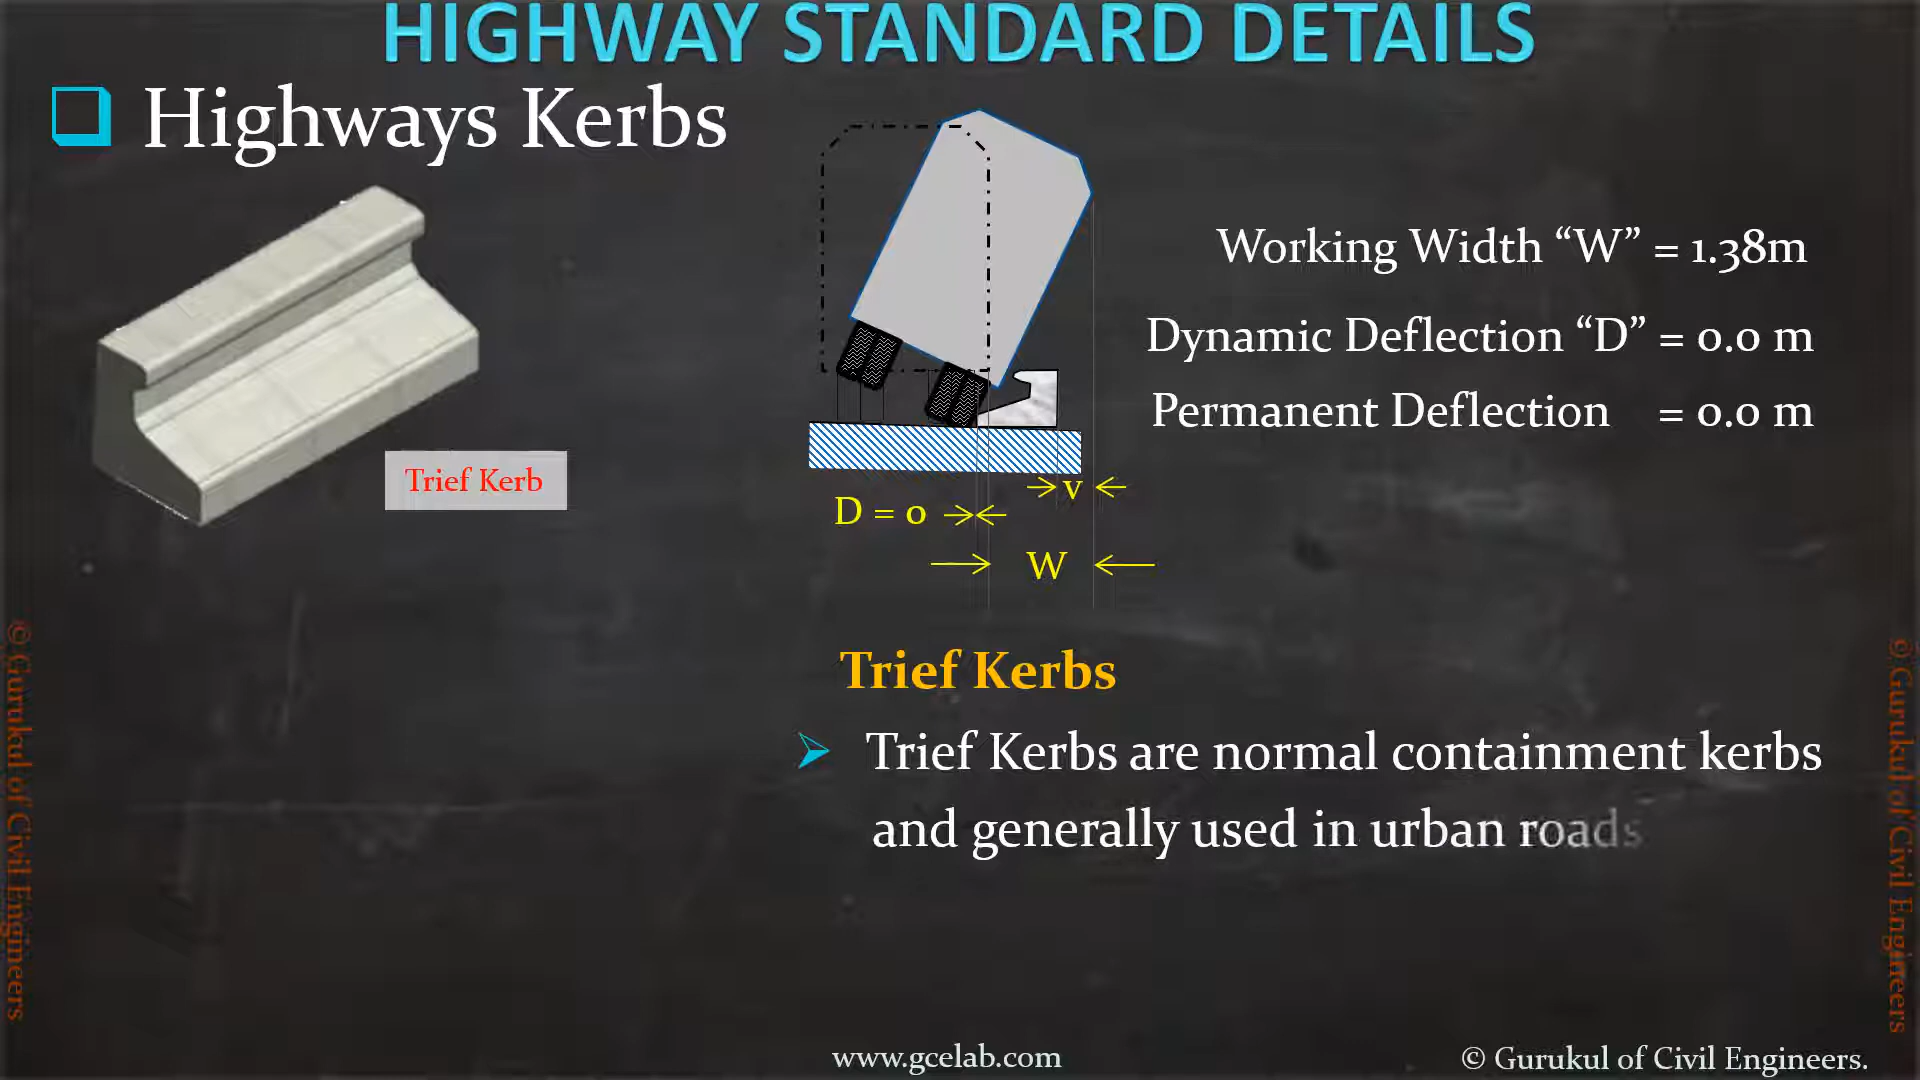 HIGHWAY STANDARD DETAILS
Highways Kerbs
Trief Kerb
Working Width “W” = 1.38m
Dynamic Deflection “D” = 0.0 m
Permanent Deflection = 0.0 m
v
D = 0
W
Trief Kerbs
Trief Kerbs are normal containment kerbs
and generally used in urban roads
© Gurukul of Civil Engineers
© Gurukul of Civil Engineers
www.gcelab.com
© Gurukul of Civil Engineers.